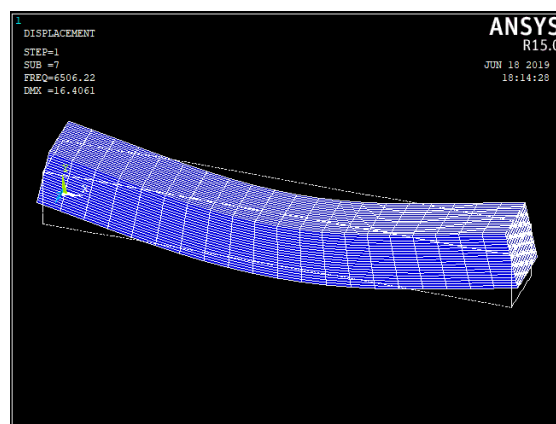 1
DISPLACEMENT
STEP=1
SUB =7
FREQ=6506.22
DMX =16.4061
ANSYS
R15.0
JUN 18 2019
18:14:28
X